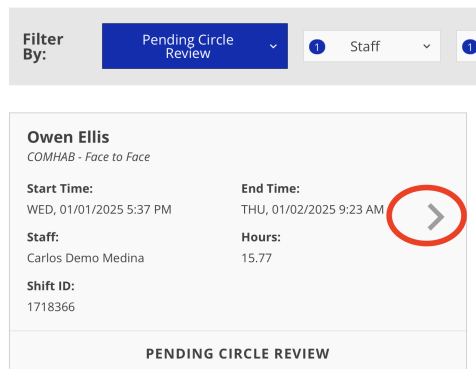 Filter
By:
Pending Circle
Review
1
Staff
1
Owen Ellis
COMHAB - Face to Face
Start Time:
End Time:
WED, 01/01/2025 5:37 PM
THU, 01/02/2025 9:23 AM
Staff:
Hours:
Carlos Demo Medina
15.77
Shift ID:
1718366
PENDING CIRCLE REVIEW